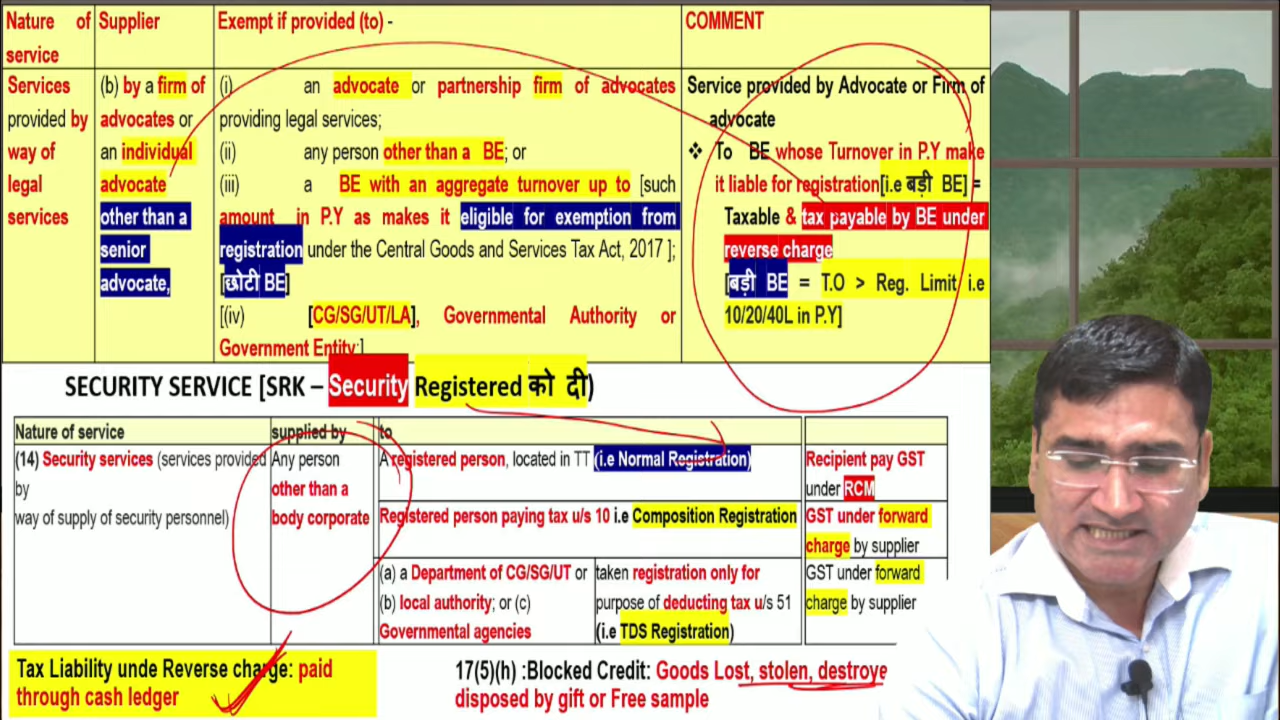 Nature of service
Supplier
Exempt if provided (to) -
COMMENT
Services provided by way of legal services
(b) by a firm of advocates or an individual advocate other than a senior advocate,
(i) an advocate or partnership firm of advocates providing legal services;
(ii) any person other than a BE; or
(iii) a BE with an aggregate turnover up to [such amount in P.Y as makes it eligible for exemption from registration under the Central Goods and Services Tax Act, 2017 ];
[छोटी BE]
[(iv) [CG/SG/UT/LA], Governmental Authority or Government Entity;]
Service provided by Advocate or Firm of advocate
❖ To BE whose Turnover in P.Y make it liable for registration[i.e बड़ी BE] = Taxable & tax payable by BE under reverse charge
[बड़ी BE = T.O > Reg. Limit i.e 10/20/40L in P.Y]
SECURITY SERVICE [SRK – Security Registered को दी)
Nature of service
supplied by
to
(14) Security services (services provided by way of supply of security personnel)
Any person other than a body corporate
A registered person, located in TT (i.e Normal Registration)
Recipient pay GST under RCM
Registered person paying tax u/s 10 i.e Composition Registration
GST under forward charge by supplier
(a) a Department of CG/SG/UT or (b) local authority; or (c) Governmental agencies
taken registration only for purpose of deducting tax u/s 51 (i.e TDS Registration)
GST under forward charge by supplier
Tax Liability unde Reverse charge: paid through cash ledger
17(5)(h) :Blocked Credit: Goods Lost, stolen, destroye
disposed by gift or Free sample